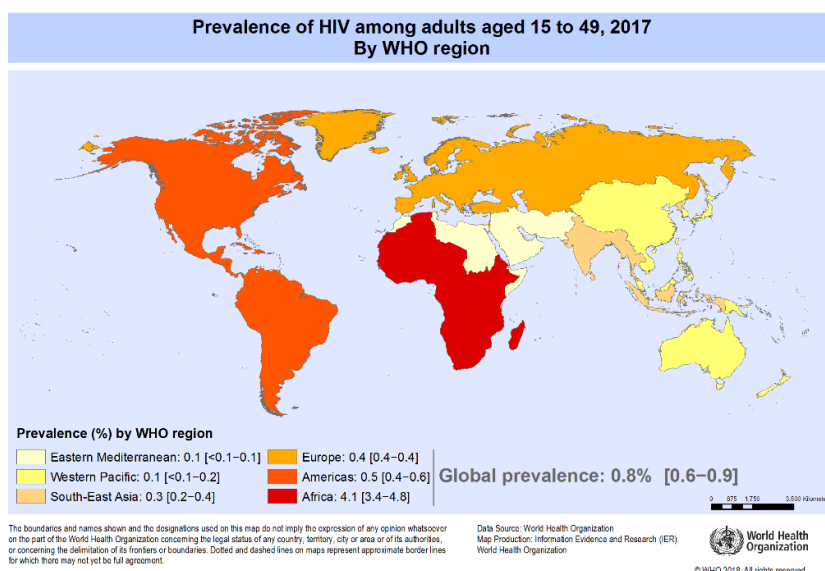 Prevalence of HIV among adults aged 15 to 49, 2017
By WHO region
Prevalence (%) by WHO region
Eastern Mediterranean: 0.1 [<0.1−0.1]
Western Pacific: 0.1 [<0.1−0.2]
South-East Asia: 0.3 [0.2−0.4]
Europe: 0.4 [0.4−0.4]
Americas: 0.5 [0.4−0.6]
Africa: 4.1 [3.4−4.8]
Global prevalence: 0.8% [0.6−0.9]
0 875 1,750 3,500 Kilomete
The boundaries and names shown and the designations used on this map do not imply the expression of any opinion whatsoever
on the part of the World Health Organization concerning the legal status of any country, territory, city or area or of its authorities,
or concerning the delimitation of its frontiers or boundaries. Dotted and dashed lines on maps represent approximate border lines
for which there may not yet be full agreement.
Data Source: World Health Organization
Map Production: Information Evidence and Research (IER)
World Health Organization
World Health
Organization
© WHO 2018. All rights reserved